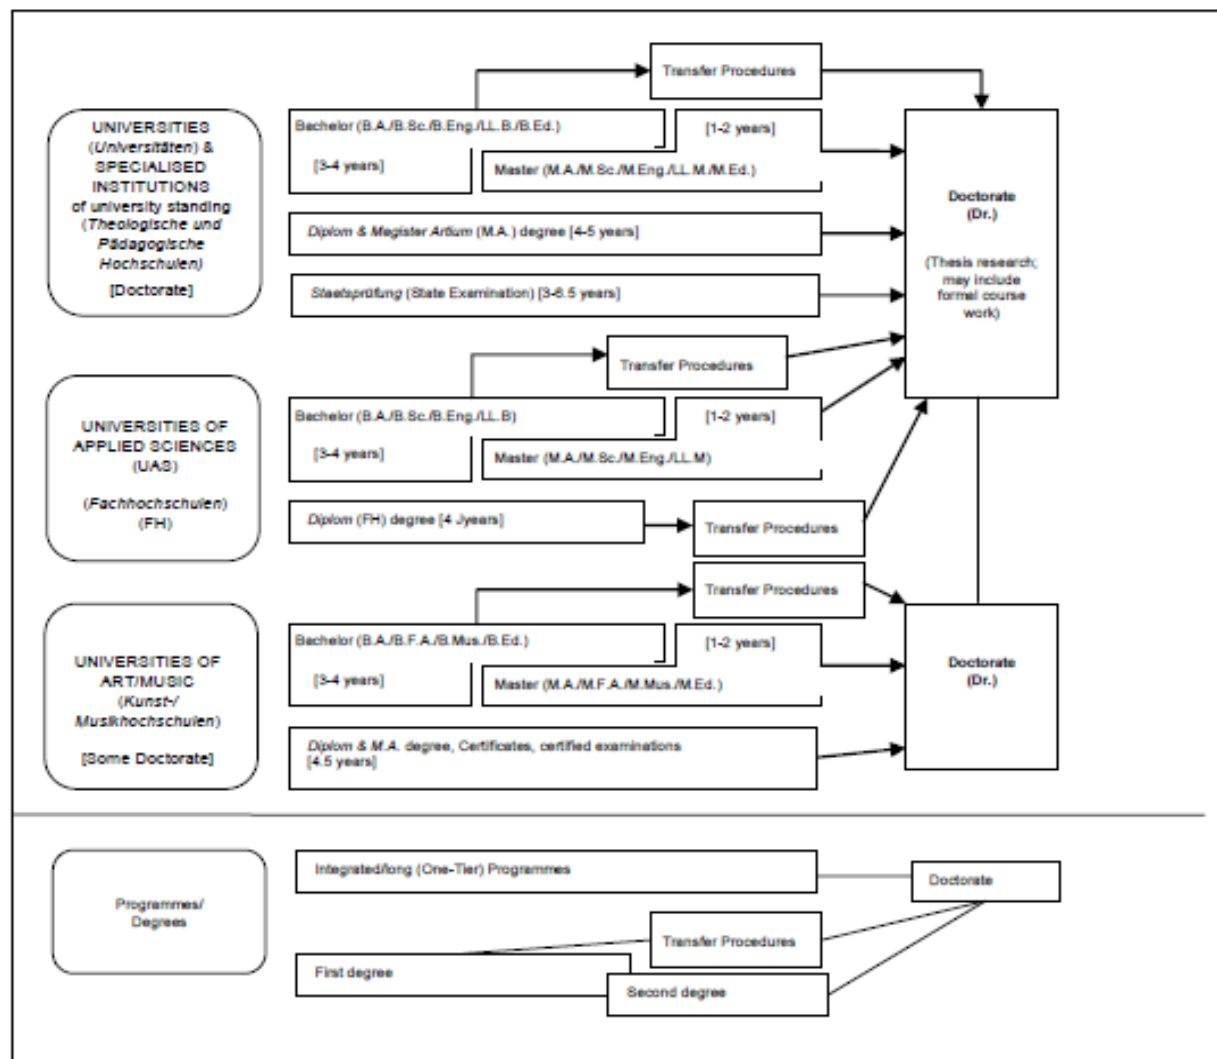 Transfer Procedures
UNIVERSITIES
(Universitäten) &
SPECIALISED
INSTITUTIONS
of university standing
(Theologische und
Pädagogische
Hochschulen)
[Doctorate]
Bachelor (B.A./B.Sc./B.Eng./LL.B./B.Ed.)
[3-4 years]
[1-2 years]
Master (M.A./M.Sc./M.Eng./LL.M./M.Ed.)
Diplom & Magister Artium (M.A.) degree [4-5 years]
Staatsprüfung (State Examination) [3-6.5 years]
Doctorate
(Dr.)
(Thesis research;
may include
formal course
work)
Transfer Procedures
UNIVERSITIES OF
APPLIED SCIENCES
(UAS)
(Fachhochschulen)
(FH)
Bachelor (B.A./B.Sc./B.Eng./LL.B)
[3-4 years]
[1-2 years]
Master (M.A./M.Sc./M.Eng./LL.M)
Diplom (FH) degree [4 Jyears]
Transfer Procedures
Transfer Procedures
UNIVERSITIES OF
ART/MUSIC
(Kunst-/
Musikhochschulen)
[Some Doctorate]
Bachelor (B.A./B.F.A./B.Mus./B.Ed.)
[3-4 years]
[1-2 years]
Master (M.A./M.F.A./M.Mus./M.Ed.)
Diplom & M.A. degree, Certificates, certified examinations
[4.5 years]
Doctorate
(Dr.)
Programmes/
Degrees
Integrated/long (One-Tier) Programmes
Doctorate
Transfer Procedures
First degree
Second degree